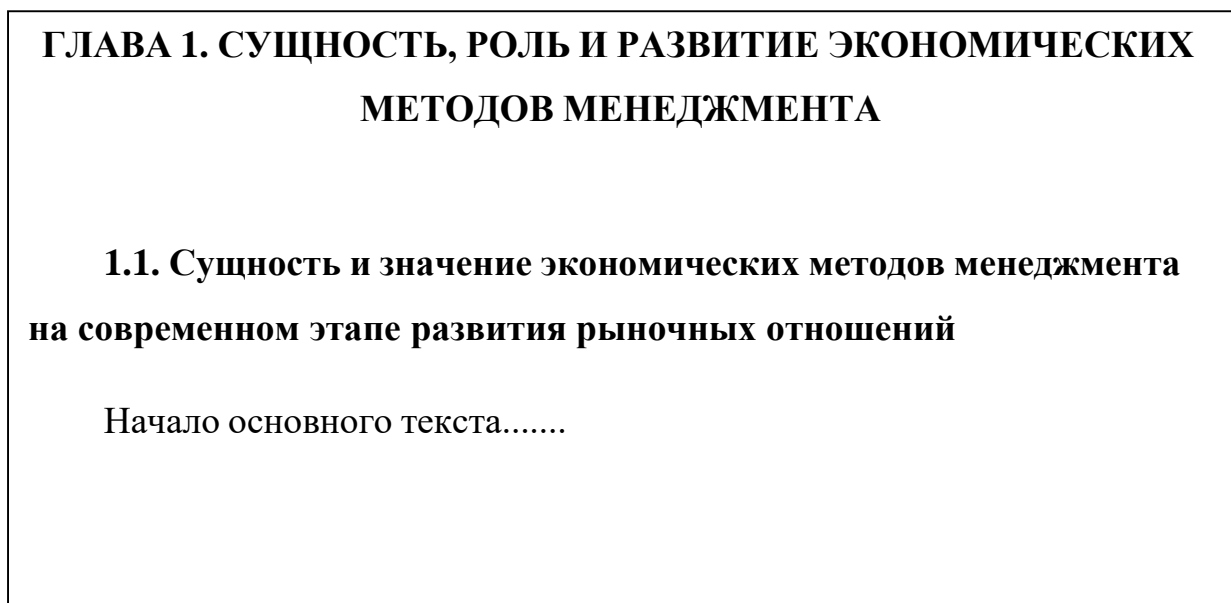 ГЛАВА 1. СУЩНОСТЬ, РОЛЬ И РАЗВИТИЕ ЭКОНОМИЧЕСКИХ
МЕТОДОВ МЕНЕДЖМЕНТА
1.1. Сущность и значение экономических методов менеджмента
на современном этапе развития рыночных отношений
Начало основного текста.......